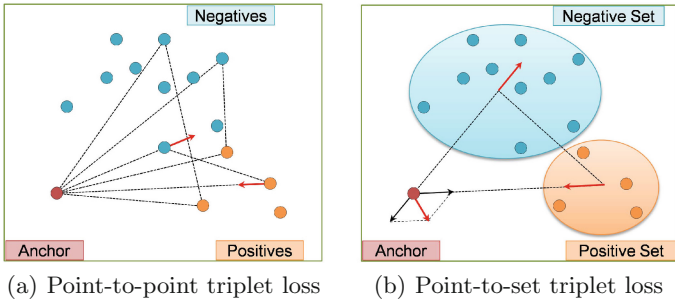 Negatives
Anchor
Positives
(a) Point-to-point triplet loss
Negative Set
Anchor
Positive Set
(b) Point-to-set triplet loss